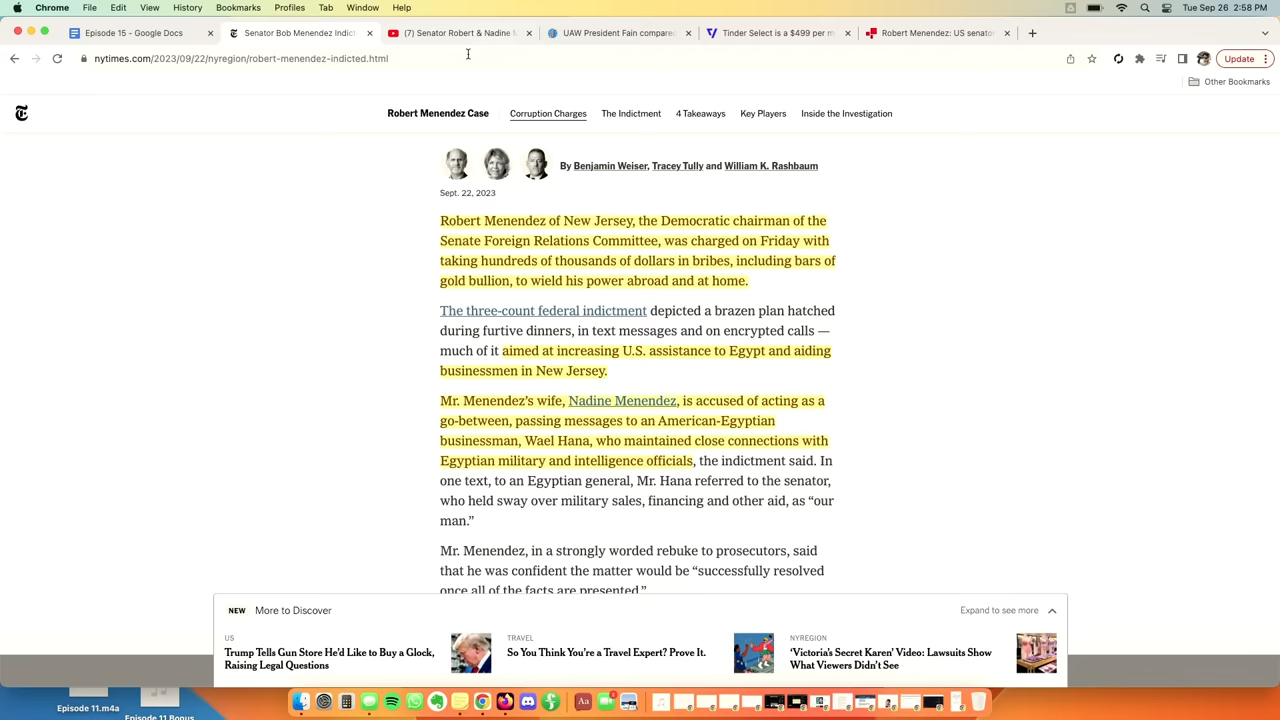 Chrome File Edit View History Bookmarks Profiles Tab Window Help Tue Sep 26 2:58 PM
Episode 15 - Google Docs Senator Bob Menendez Indict (7) Senator Robert & Nadine M UAW President Fain compared Tinder Select is a $499 per m Robert Menendez: US senator
nytimes.com/2023/09/22/nyregion/robert-menendez-indicted.html Update
Other Bookmarks
Robert Menendez Case Corruption Charges The Indictment 4 Takeaways Key Players Inside the Investigation
By Benjamin Weiser, Tracey Tully and William K. Rashbaum
Sept. 22, 2023
Robert Menendez of New Jersey, the Democratic chairman of the
Senate Foreign Relations Committee, was charged on Friday with
taking hundreds of thousands of dollars in bribes, including bars of
gold bullion, to wield his power abroad and at home.
The three-count federal indictment depicted a brazen plan hatched
during furtive dinners, in text messages and on encrypted calls —
much of it aimed at increasing U.S. assistance to Egypt and aiding
businessmen in New Jersey.
Mr. Menendez’s wife, Nadine Menendez, is accused of acting as a
go-between, passing messages to an American-Egyptian
businessman, Wael Hana, who maintained close connections with
Egyptian military and intelligence officials, the indictment said. In
one text, to an Egyptian general, Mr. Hana referred to the senator,
who held sway over military sales, financing and other aid, as “our
man.”
Mr. Menendez, in a strongly worded rebuke to prosecutors, said
that he was confident the matter would be “successfully resolved
once all of the facts are presented.”
NEW More to Discover Expand to see more
US
Trump Tells Gun Store He’d Like to Buy a Glock,
Raising Legal Questions
TRAVEL
So You Think You’re a Travel Expert? Prove It.
NYREGION
‘Victoria’s Secret Karen’ Video: Lawsuits Show
What Viewers Didn’t See
Episode 11.m4a
Episode 11 Bonus